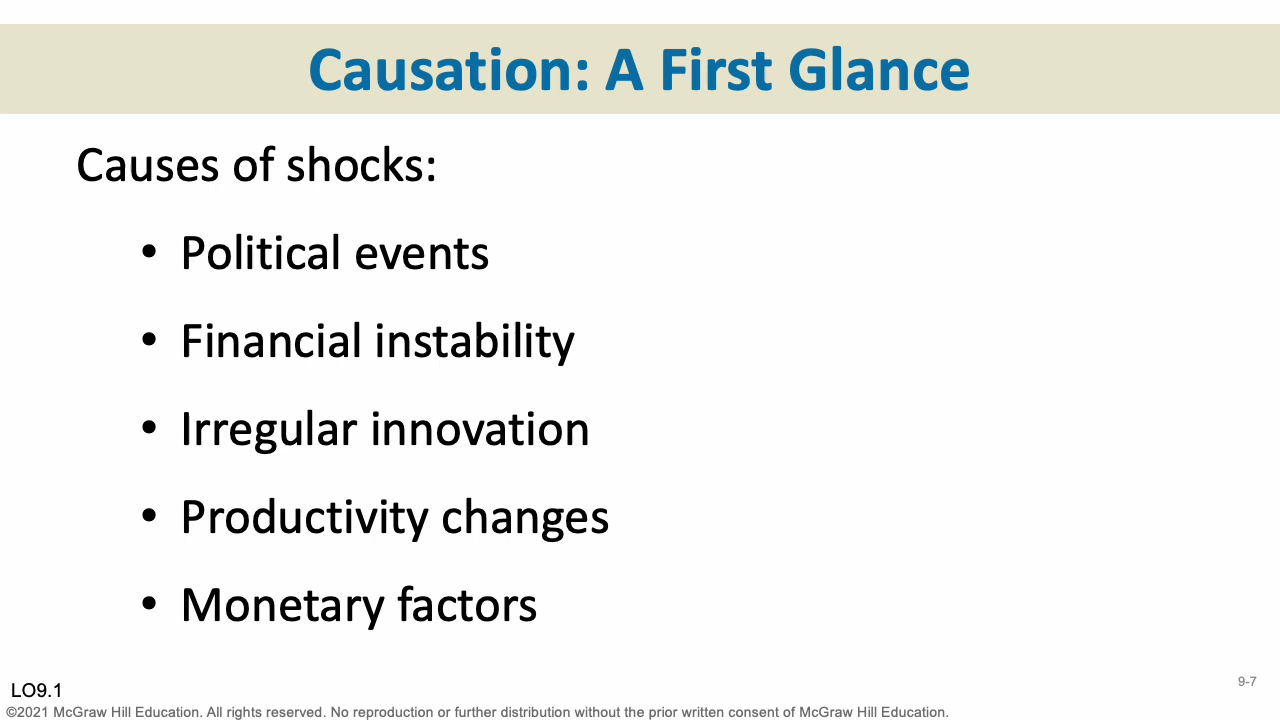 Causation: A First Glance
Causes of shocks:
• Political events
• Financial instability
• Irregular innovation
• Productivity changes
• Monetary factors
9-7
LO9.1
©2021 McGraw Hill Education. All rights reserved. No reproduction or further distribution without the prior written consent of McGraw Hill Education.